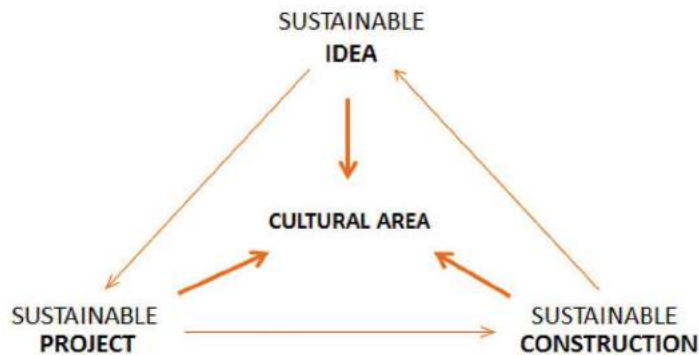 SUSTAINABLE
IDEA
CULTURAL AREA
SUSTAINABLE
PROJECT
SUSTAINABLE
CONSTRUCTION